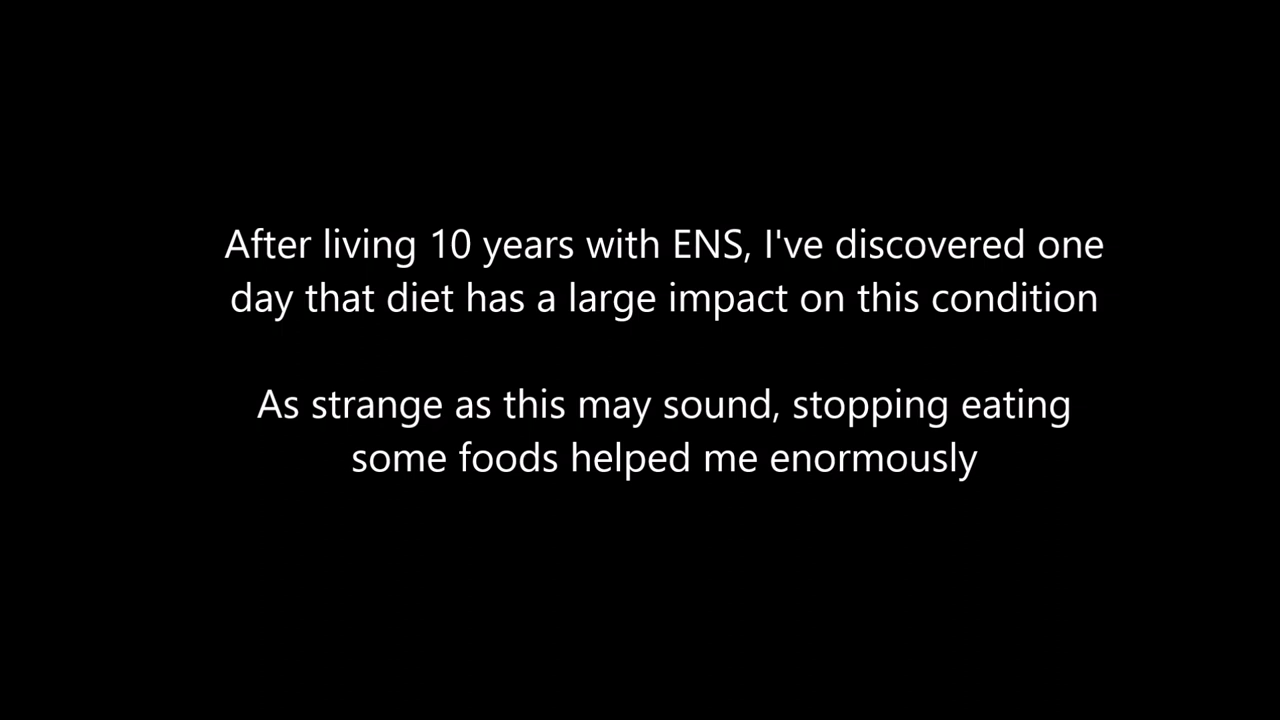 After living 10 years with ENS, I've discovered one
day that diet has a large impact on this condition
As strange as this may sound, stopping eating
some foods helped me enormously